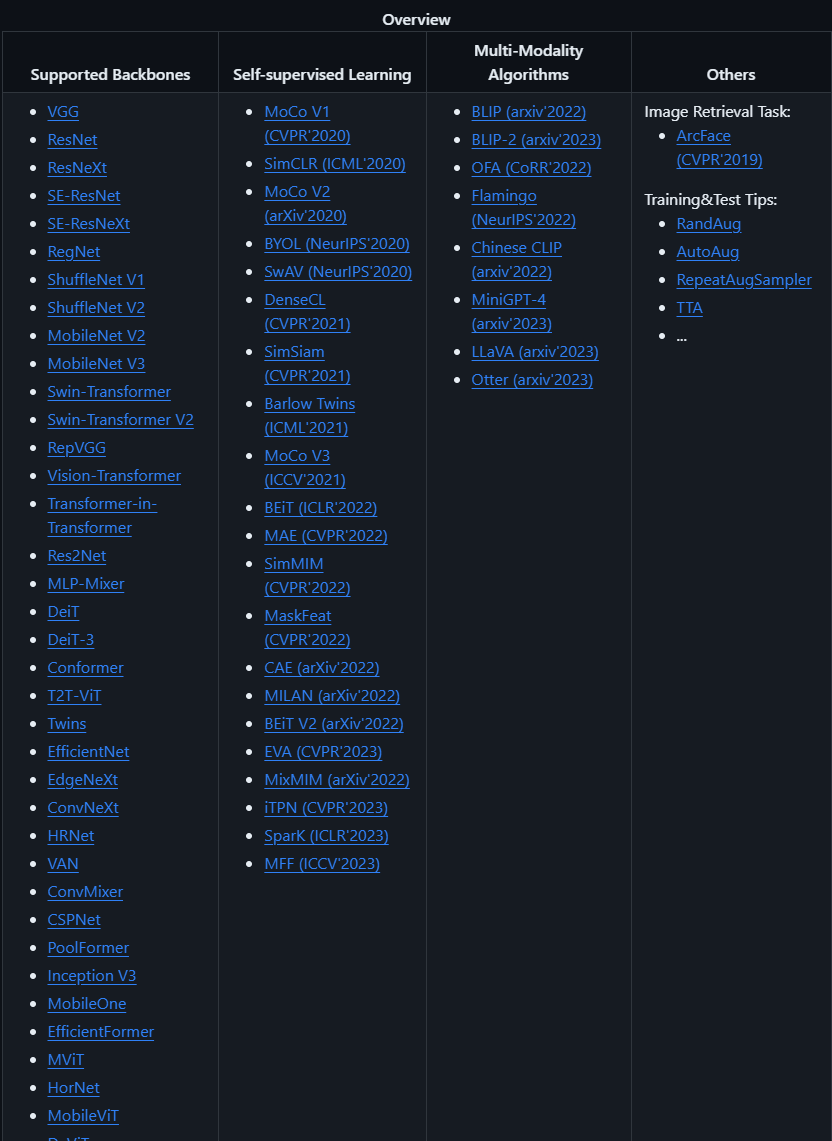 Overview
Supported Backbones
Self-supervised Learning
Multi-Modality
Algorithms
Others
VGG
ResNet
ResNeXt
SE-ResNet
SE-ResNeXt
RegNet
ShuffleNet V1
ShuffleNet V2
MobileNet V2
MobileNet V3
Swin-Transformer
Swin-Transformer V2
RepVGG
Vision-Transformer
Transformer-in-
Transformer
Res2Net
MLP-Mixer
DeiT
DeiT-3
Conformer
T2T-ViT
Twins
EfficientNet
EdgeNeXt
ConvNeXt
HRNet
VAN
ConvMixer
CSPNet
PoolFormer
Inception V3
MobileOne
EfficientFormer
MViT
HorNet
MobileViT
MoCo V1
(CVPR'2020)
SimCLR (ICML'2020)
MoCo V2
(arXiv'2020)
BYOL (NeurIPS'2020)
SwAV (NeurIPS'2020)
DenseCL
(CVPR'2021)
SimSiam
(CVPR'2021)
Barlow Twins
(ICML'2021)
MoCo V3
(ICCV'2021)
BEiT (ICLR'2022)
MAE (CVPR'2022)
SimMIM
(CVPR'2022)
MaskFeat
(CVPR'2022)
CAE (arXiv'2022)
MILAN (arXiv'2022)
BEiT V2 (arXiv'2022)
EVA (CVPR'2023)
MixMIM (arXiv'2022)
iTPN (CVPR'2023)
SparK (ICLR'2023)
MFF (ICCV'2023)
BLIP (arxiv'2022)
BLIP-2 (arxiv'2023)
OFA (CoRR'2022)
Flamingo
(NeurIPS'2022)
Chinese CLIP
(arxiv'2022)
MiniGPT-4
(arxiv'2023)
LLaVA (arxiv'2023)
Otter (arxiv'2023)
Image Retrieval Task:
ArcFace
(CVPR'2019)
Training&Test Tips:
RandAug
AutoAug
RepeatAugSampler
TTA
...